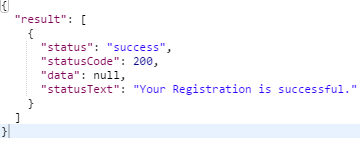 {
  "result": [
    {
      "status": "success",
      "statusCode": 200,
      "data": null,
      "statusText": "Your Registration is successful."
    }
  ]
}